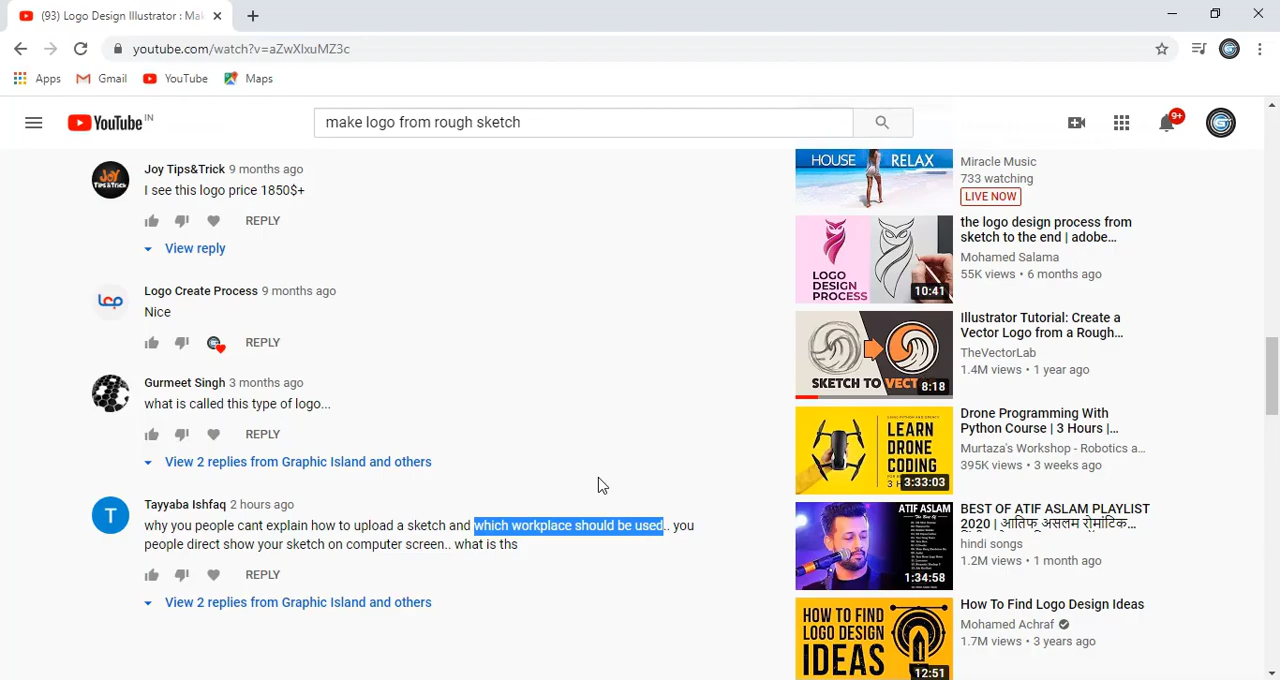 (93) Logo Design Illustrator : Ma
youtube.com/watch?v=aZwXlxuMZ3c
Apps Gmail YouTube Maps
YouTube IN
make logo from rough sketch
9+
Joy Tips&Trick 9 months ago
JOY
TIPS&TRICK
I see this logo price 1850$+
REPLY
View reply
Logo Create Process 9 months ago
LCP
Nice
REPLY
Gurmeet Singh 3 months ago
what is called this type of logo...
REPLY
View 2 replies from Graphic Island and others
Tayyaba Ishfaq 2 hours ago
T
why you people cant explan how to upload a sketch and which workplace should be used.. you
people direct show your sketch on computer screen.. what is ths
REPLY
View 2 replies from Graphic Island and others
HOUSE RELAX
Miracle Music
733 watching
LIVE NOW
LOGO
DESIGN
PROCESS
10:41
the logo design process from
sketch to the end | adobe...
Mohamed Salama
55K views • 6 months ago
SKETCH TO VECT
8:18
Illustrator Tutorial: Create a
Vector Logo from a Rough...
TheVectorLab
1.4M views • 1 year ago
LEARN
DRONE
CODING
3:33:03
Drone Programming With
Python Course | 3 Hours |...
Murtaza's Workshop - Robotics a...
395K views • 3 weeks ago
ATIF ASLAM
1:34:58
BEST OF ATIF ASLAM PLAYLIST
2020 | आतिफ असलम रोमांटिक...
hindi songs
1.2M views • 1 month ago
HOW TO FIND
LOGO DESIGN
IDEAS
12:51
How To Find Logo Design Ideas
Mohamed Achraf
1.7M views • 3 years ago